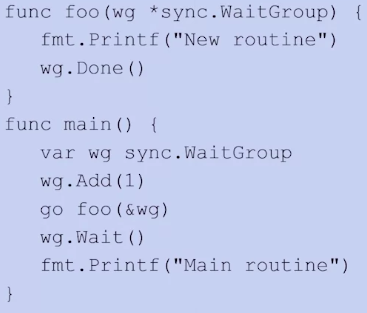 func foo(wg *sync.WaitGroup) {
   fmt.Printf("New routine")
   wg.Done()
}
func main() {
   var wg sync.WaitGroup
   wg.Add(1)
   go foo(&wg)
   wg.Wait()
   fmt.Printf("Main routine")
}